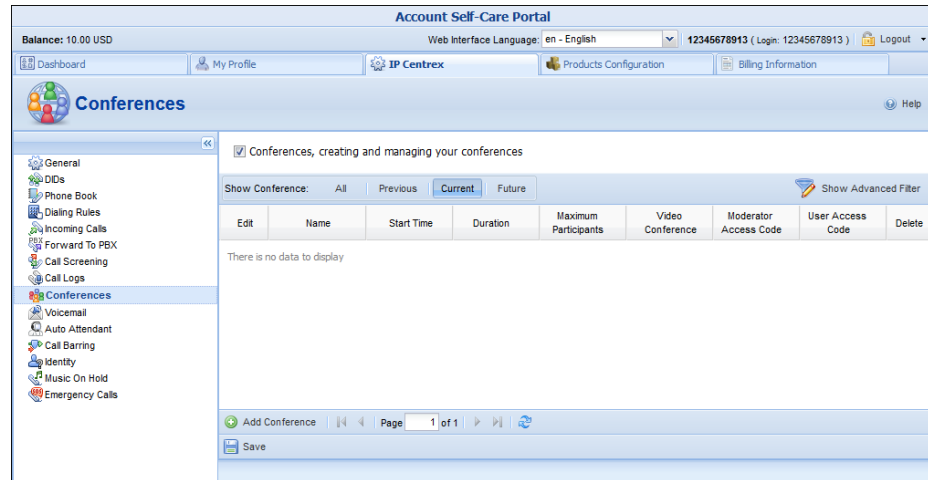 Account Self-Care Portal
Balance: 10.00 USD Web Interface Language: en - English 12345678913 ( Login: 12345678913 ) Logout
Dashboard My Profile IP Centrex Products Configuration Billing Information
Conferences Help
Conferences, creating and managing your conferences
General
DIDs
Phone Book
Dialing Rules
Incoming Calls
PBX Forward To PBX
Call Screening
Call Logs
Conferences
Voicemail
Auto Attendant
Call Barring
Identity
Music On Hold
Emergency Calls
Show Conference: All Previous Current Future Show Advanced Filter
Edit Name Start Time Duration Maximum Participants Video Conference Moderator Access Code User Access Code Delete
There is no data to display
Add Conference Page 1 of 1
Save